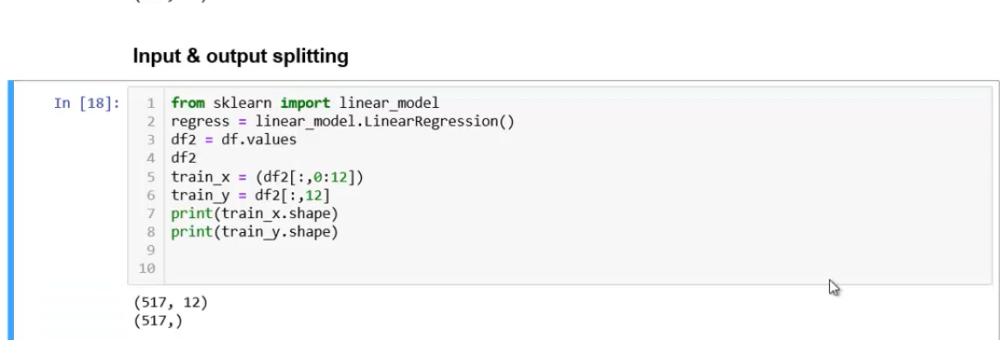 Input & output splitting
In [18]:
1 from sklearn import linear_model
2 regress = linear_model.LinearRegression()
3 df2 = df.values
4 df2
5 train_x = (df2[:,0:12])
6 train_y = df2[:,12]
7 print(train_x.shape)
8 print(train_y.shape)
9
10
(517, 12)
(517,)